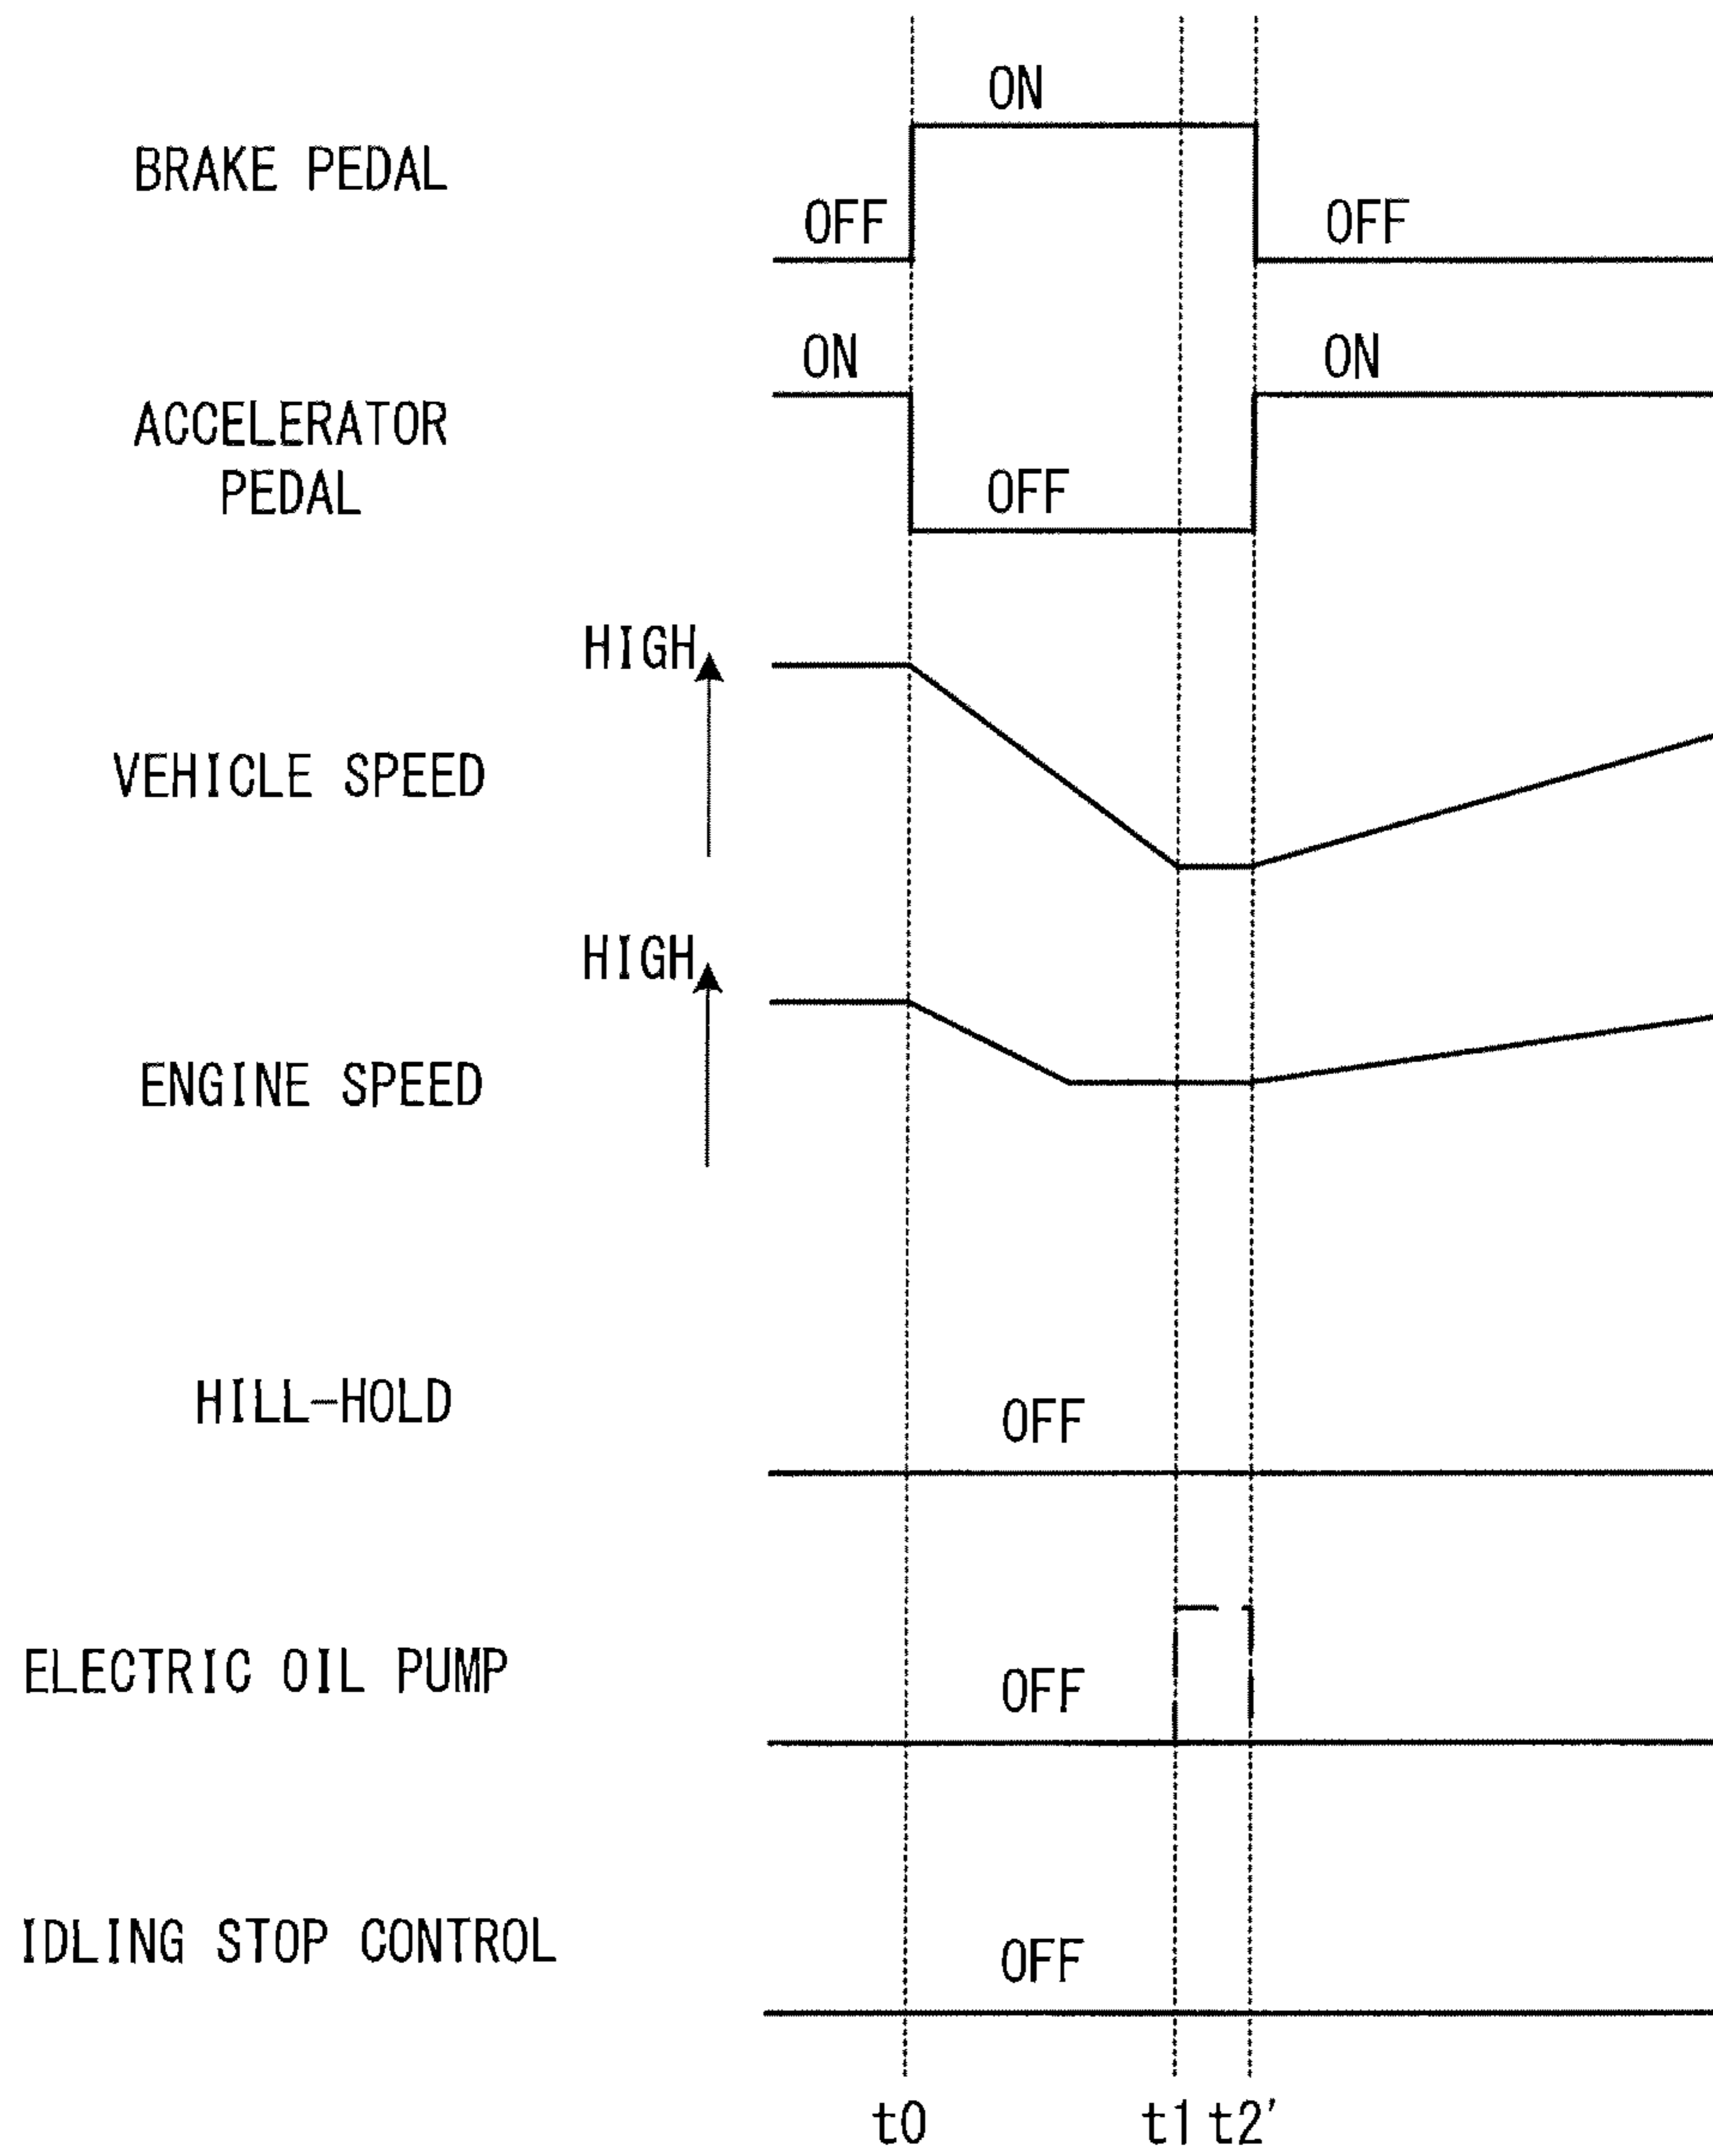 ON
BRAKE PEDAL
OFF
OFF
ON
ON
ACCELERATOR
PEDAL
OFF
HIGH
VEHICLE SPEED
HIGH
ENGINE SPEED
HILL-HOLD
OFF
ELECTRIC OIL PUMP
OFF
IDLING STOP CONTROL
OFF
t0
t1
t2'